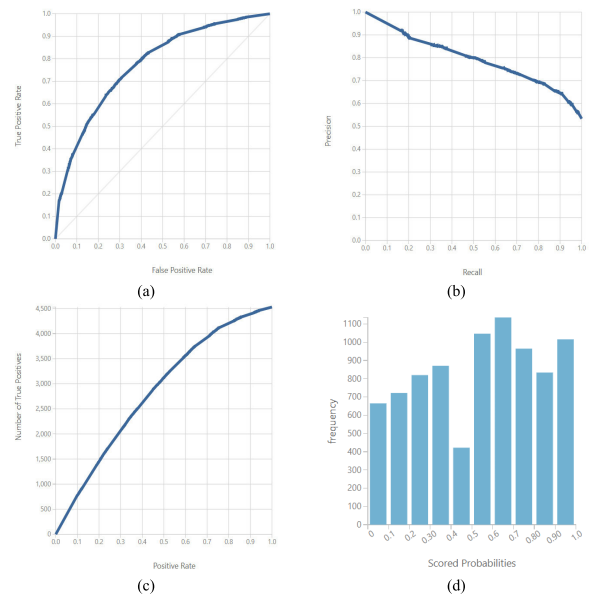 1.0
0.9
0.8
0.7
0.6
0.5
0.4
0.3
0.2
0.1
0.0
True Positive Rate
0.0 0.1 0.2 0.3 0.4 0.5 0.6 0.7 0.8 0.9 1.0
False Positive Rate
(a)
1.0
0.9
0.8
0.7
0.6
0.5
0.4
0.3
0.2
0.1
0.0
Precision
0.0 0.1 0.2 0.3 0.4 0.5 0.6 0.7 0.8 0.9 1.0
Recall
(b)
4,500
4,000
3,500
3,000
2,500
2,000
1,500
1,000
500
0
Number of True Positives
0.0 0.1 0.2 0.3 0.4 0.5 0.6 0.7 0.8 0.9 1.0
Positive Rate
(c)
1100
1000
900
800
700
600
500
400
300
200
100
0
frequency
0 0.1 0.2 0.30 0.4 0.5 0.6 0.7 0.80 0.90 1.0
Scored Probabilities
(d)